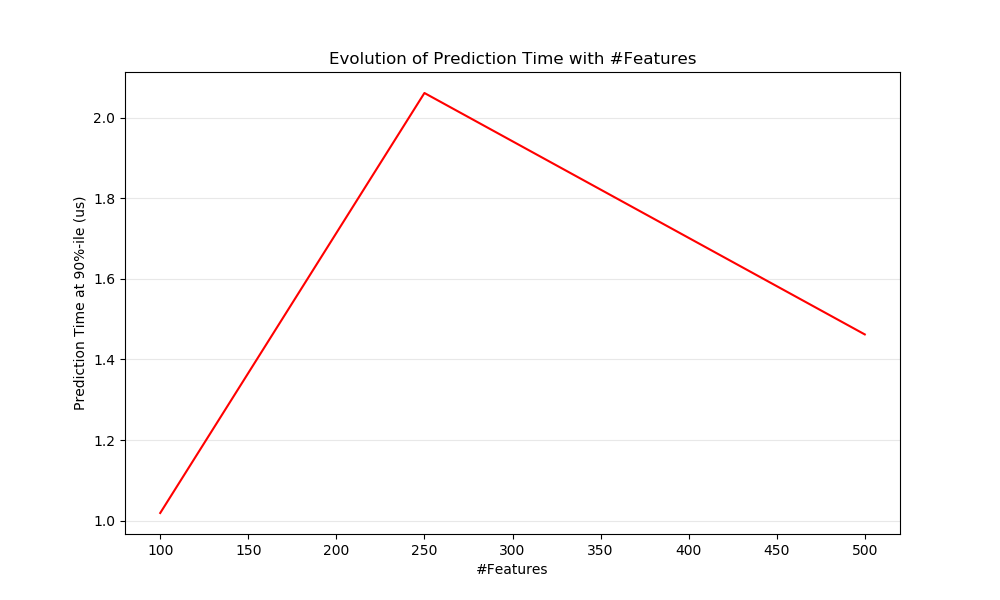 Evolution of Prediction Time with #Features
Prediction Time at 90%-ile (us)
2.0
1.8
1.6
1.4
1.2
1.0
100 150 200 250 300 350 400 450 500
#Features